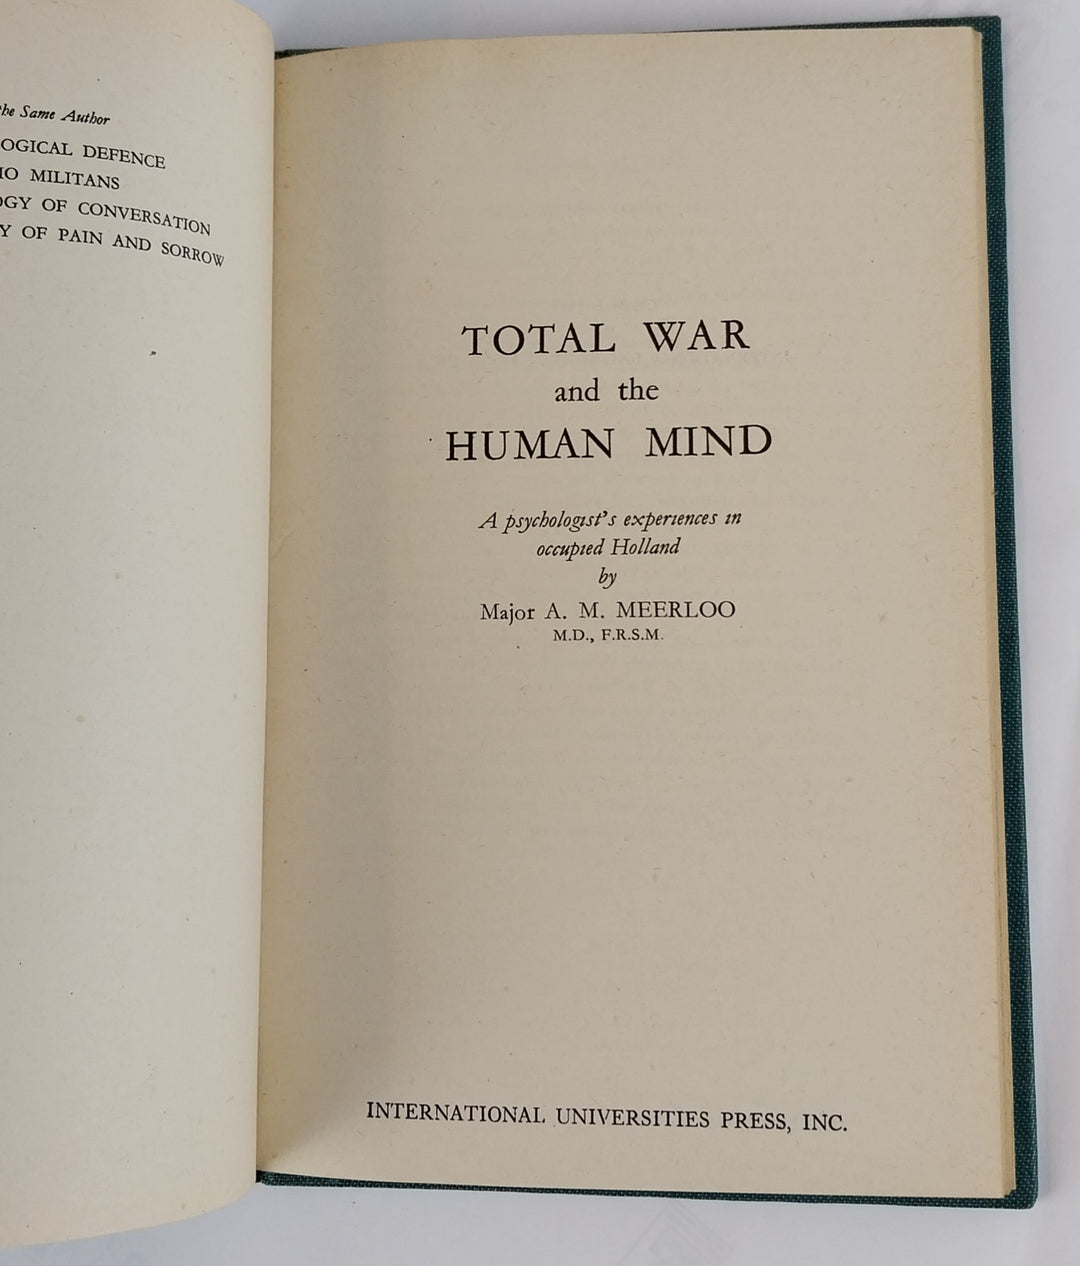 the Same Author
OGICAL DEFENCE
IO MILITANS
OGY OF CONVERSATION
Y OF PAIN AND SORROW
TOTAL WAR
and the
HUMAN MIND
A psychologist's experiences in
occupied Holland
by
Major A. M. MEERLOO
M.D., F.R.S.M.
INTERNATIONAL UNIVERSITIES PRESS, INC.